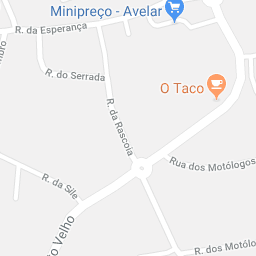 Minipreço - Avelar
R. da Esperança
R. do Serrada
O Taco
R. da Rascoia
Rua dos Motólogos
R. da Sile
Velho
R. dos Motólo